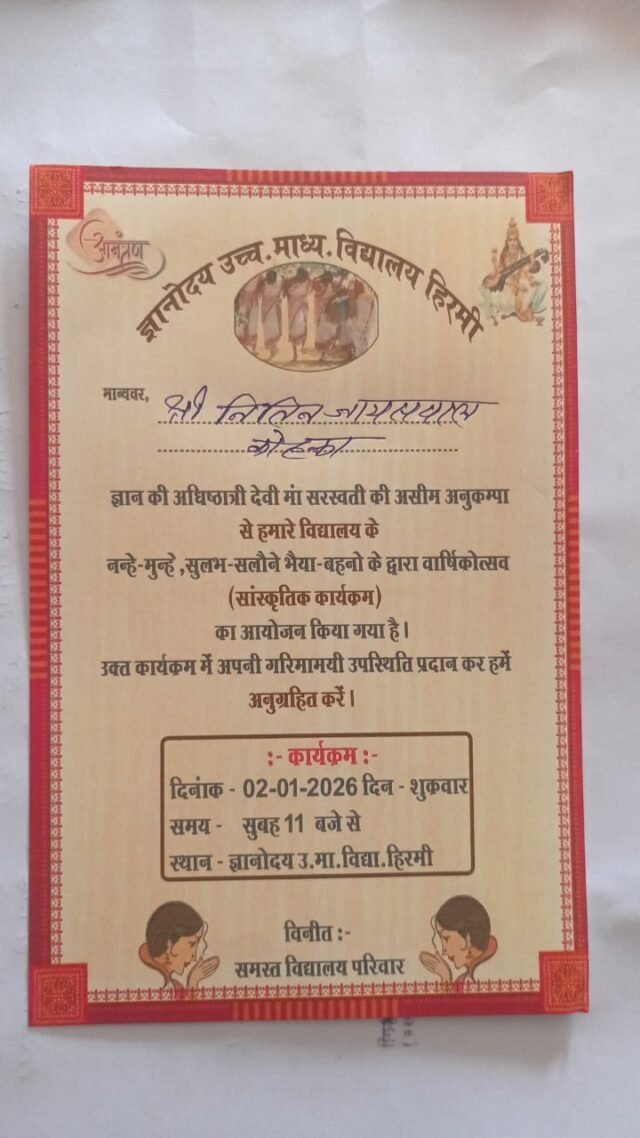 आमंत्रण
ज्ञानोदय उच्च.माध्य.विद्यालय हिरमी
मान्यवर, श्री नितिन जायसवाल
कोहका
ज्ञान की अधिष्ठात्री देवी मां सरस्वती की असीम अनुकम्पा
से हमारे विद्यालय के
नन्हे-मुन्हे ,सुलभ-सलौने भैया-बहनो के द्वारा वार्षिकोत्सव
(सांस्कृतिक कार्यक्रम)
का आयोजन किया गया है।
उक्त कार्यक्रम में अपनी गरिमामयी उपस्थिति प्रदान कर हमें
अनुग्रहित करें।
:- कार्यक्रम :-
दिनांक - 02-01-2026 दिन - शुक्रवार
समय - सुबह 11 बजे से
स्थान - ज्ञानोदय उ.मा.विद्या.हिरमी
विनीत :-
समस्त विद्यालय परिवार